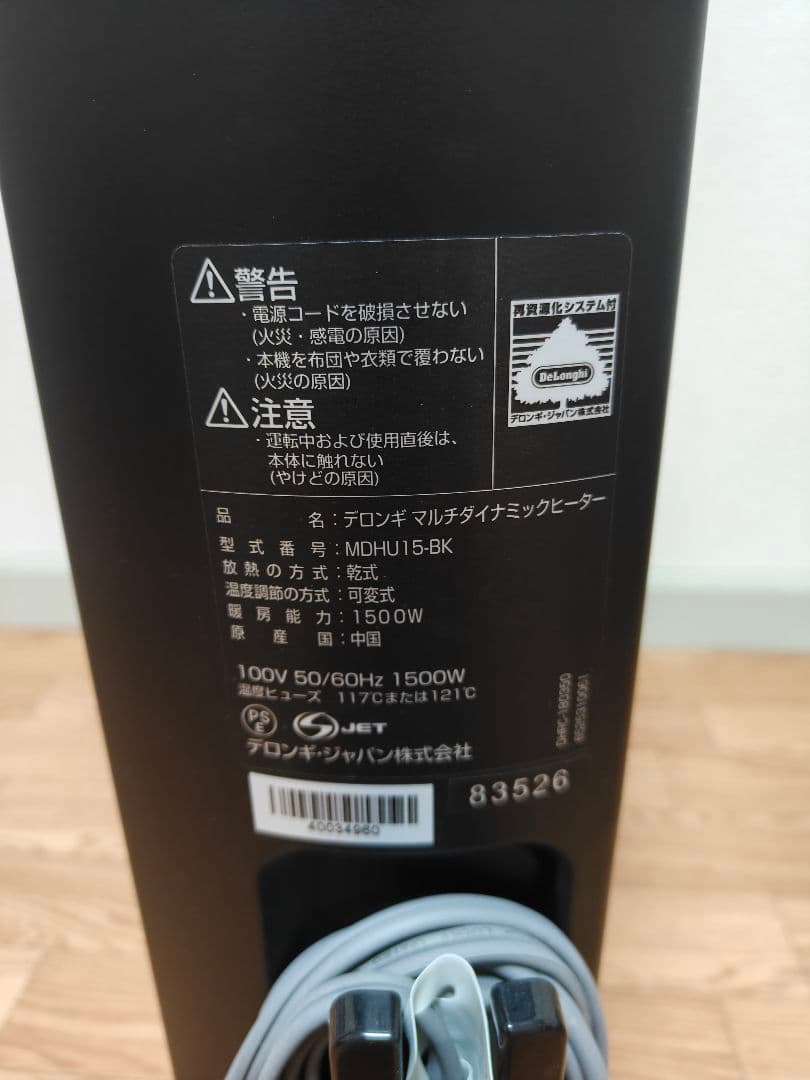 警告
・電源コードを破損させない
(火災・感電の原因)
・本機を布団や衣類で覆わない
(火災の原因)
注意
・運転中および使用直後は、
本体に触れない
(やけどの原因)
再資源化システム付
DeLonghi
デロンギ・ジャパン株式会社
品名：デロンギ マルチダイナミックヒーター
型式番号：MDHU15-BK
放熱の方式：乾式
温度調節の方式：可変式
暖房能力：1500W
原産国：中国
100V 50/60Hz 1500W
温度ヒューズ 117℃または121℃
PS
E
JET
デロンギ・ジャパン株式会社
DHRC-180350
6525310061
40034960
83526